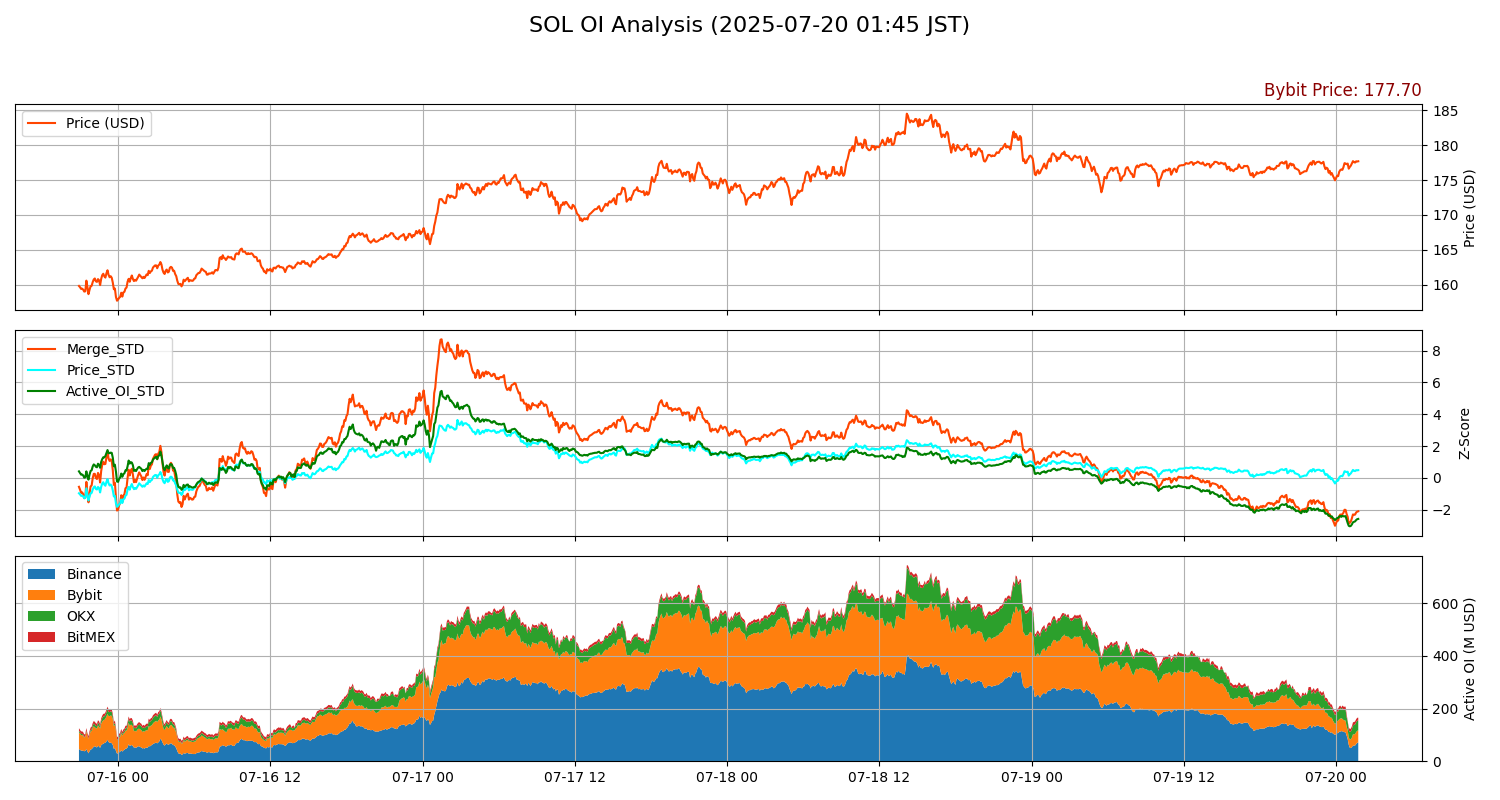 SOL OI Analysis (2025-07-20 01:45 JST)
Bybit Price: 177.70
Price (USD)
185
180
175
170
165
160
Price (USD)
Merge_STD
Price_STD
Active_OI_STD
8
6
4
2
0
−2
Z-Score
Binance
Bybit
OKX
BitMEX
600
400
200
0
Active OI (M USD)
07-16 00
07-16 12
07-17 00
07-17 12
07-18 00
07-18 12
07-19 00
07-19 12
07-20 00